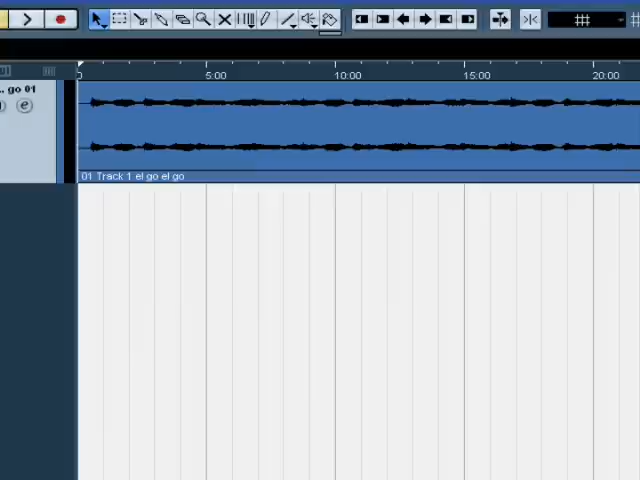 5:00 10:00 15:00 20:00
.. go 01
e
01 Track 1 el go el go